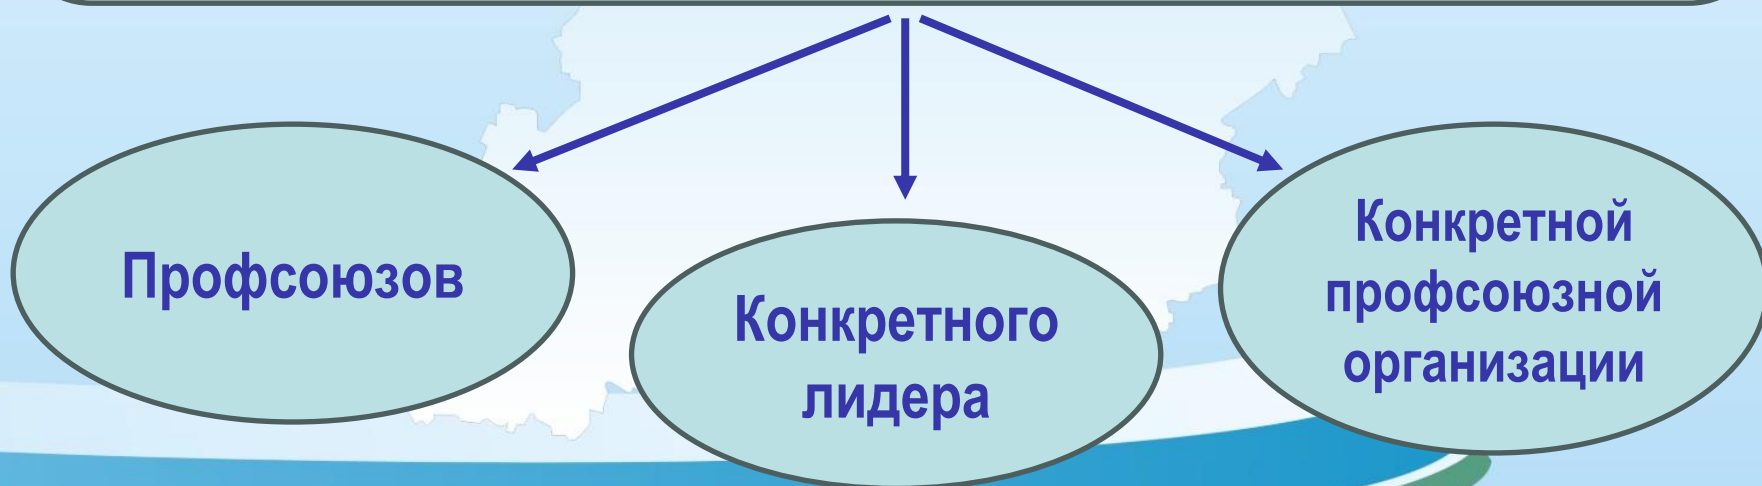 Профсоюзов
Конкретного
лидера
Конкретной
профсоюзной
организации